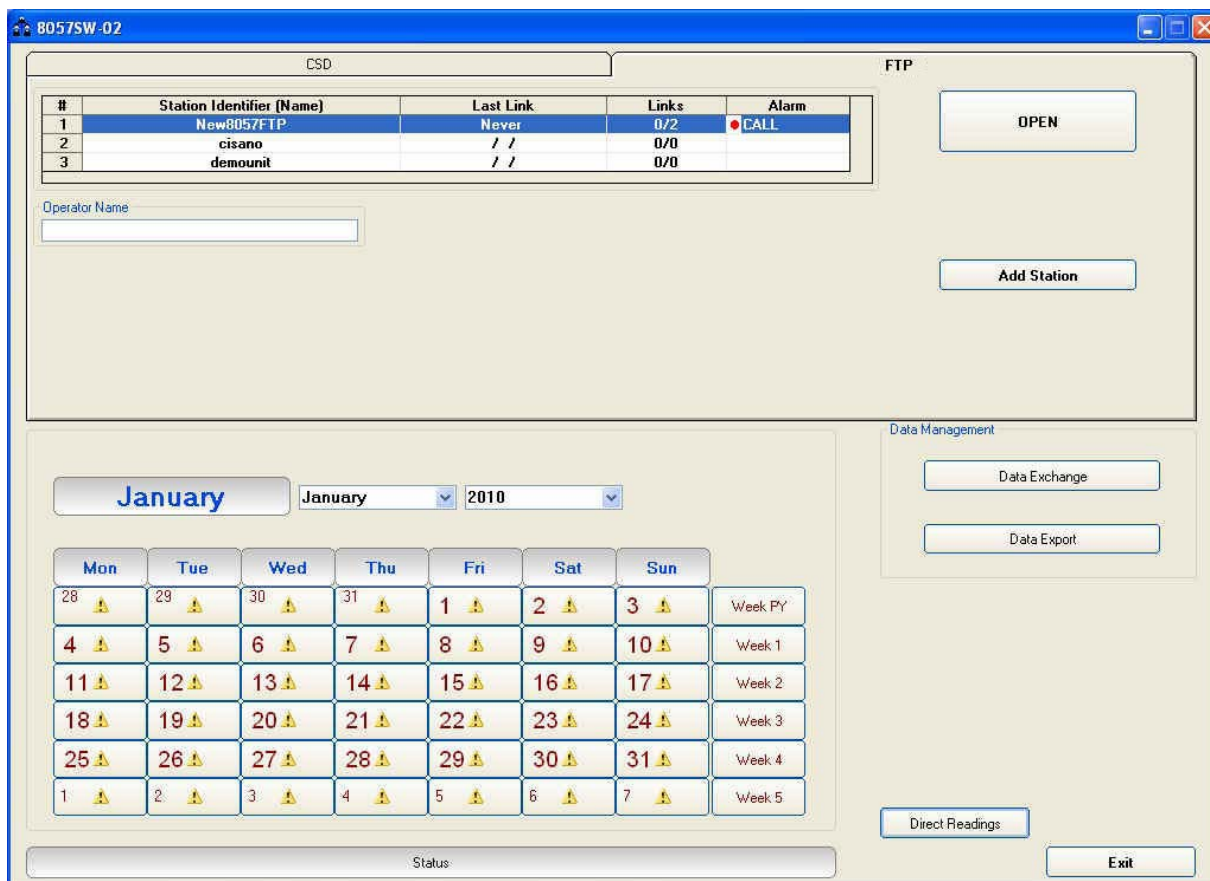 8057SW-02
CSD FTP
# Station Identifier (Name) Last Link Links Alarm
1 New8057FTP Never 0/2 CALL
2 cisano / / 0/0
3 demounit / / 0/0
OPEN
Operator Name
Add Station
Data Management
Data Exchange
Data Export
January January 2010
Mon Tue Wed Thu Fri Sat Sun
28 29 30 31 1 2 3 Week PY
4 5 6 7 8 9 10 Week 1
11 12 13 14 15 16 17 Week 2
18 19 20 21 22 23 24 Week 3
25 26 27 28 29 30 31 Week 4
1 2 3 4 5 6 7 Week 5
Direct Readings
Status
Exit